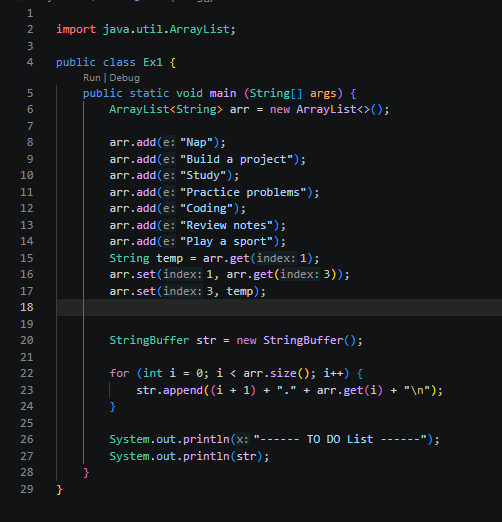 1
2 import java.util.ArrayList;
3
4 public class Ex1 {
Run | Debug
5 public static void main (String[] args) {
6 ArrayList<String> arr = new ArrayList<>();
7
8 arr.add(e: "Nap");
9 arr.add(e: "Build a project");
10 arr.add(e: "Study");
11 arr.add(e: "Practice problems");
12 arr.add(e: "Coding");
13 arr.add(e: "Review notes");
14 arr.add(e: "Play a sport");
15 String temp = arr.get(index: 1);
16 arr.set(index: 1, arr.get(index: 3));
17 arr.set(index: 3, temp);
18
19
20 StringBuffer str = new StringBuffer();
21
22 for (int i = 0; i < arr.size(); i++) {
23 str.append((i + 1) + "." + arr.get(i) + "\n");
24 }
25
26 System.out.println(x: "------ TO DO List ------");
27 System.out.println(str);
28 }
29 }